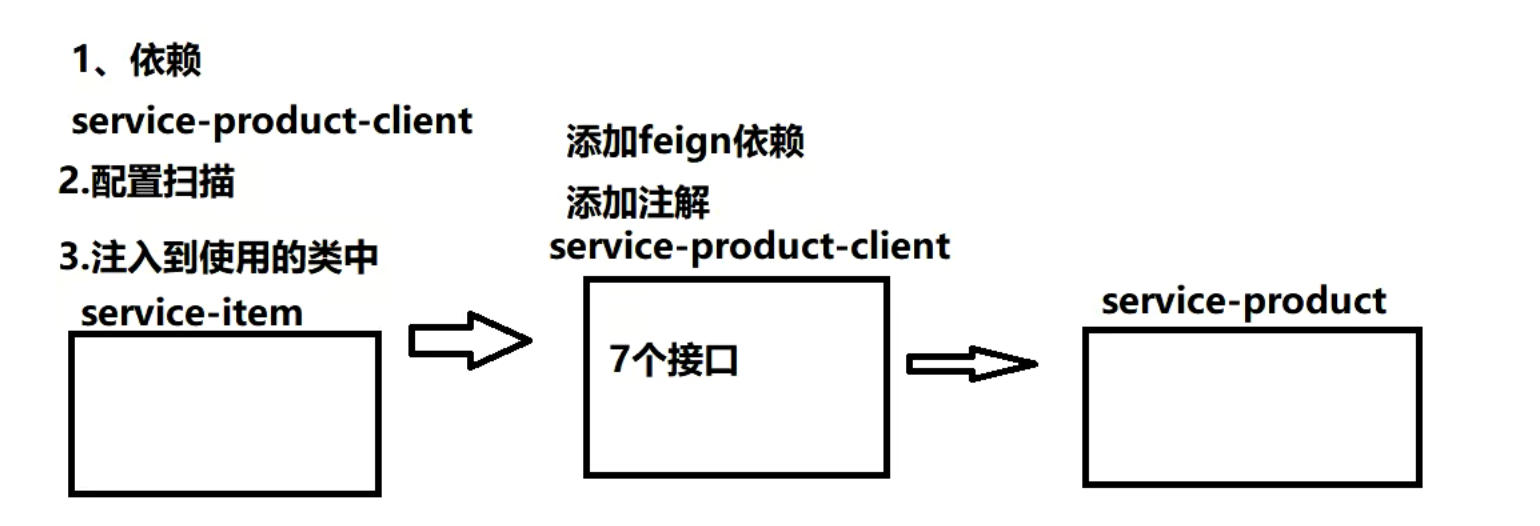 1、依赖
service-product-client
2.配置扫描
3.注入到使用的类中
service-item
添加feign依赖
添加注解
service-product-client
7个接口
service-product